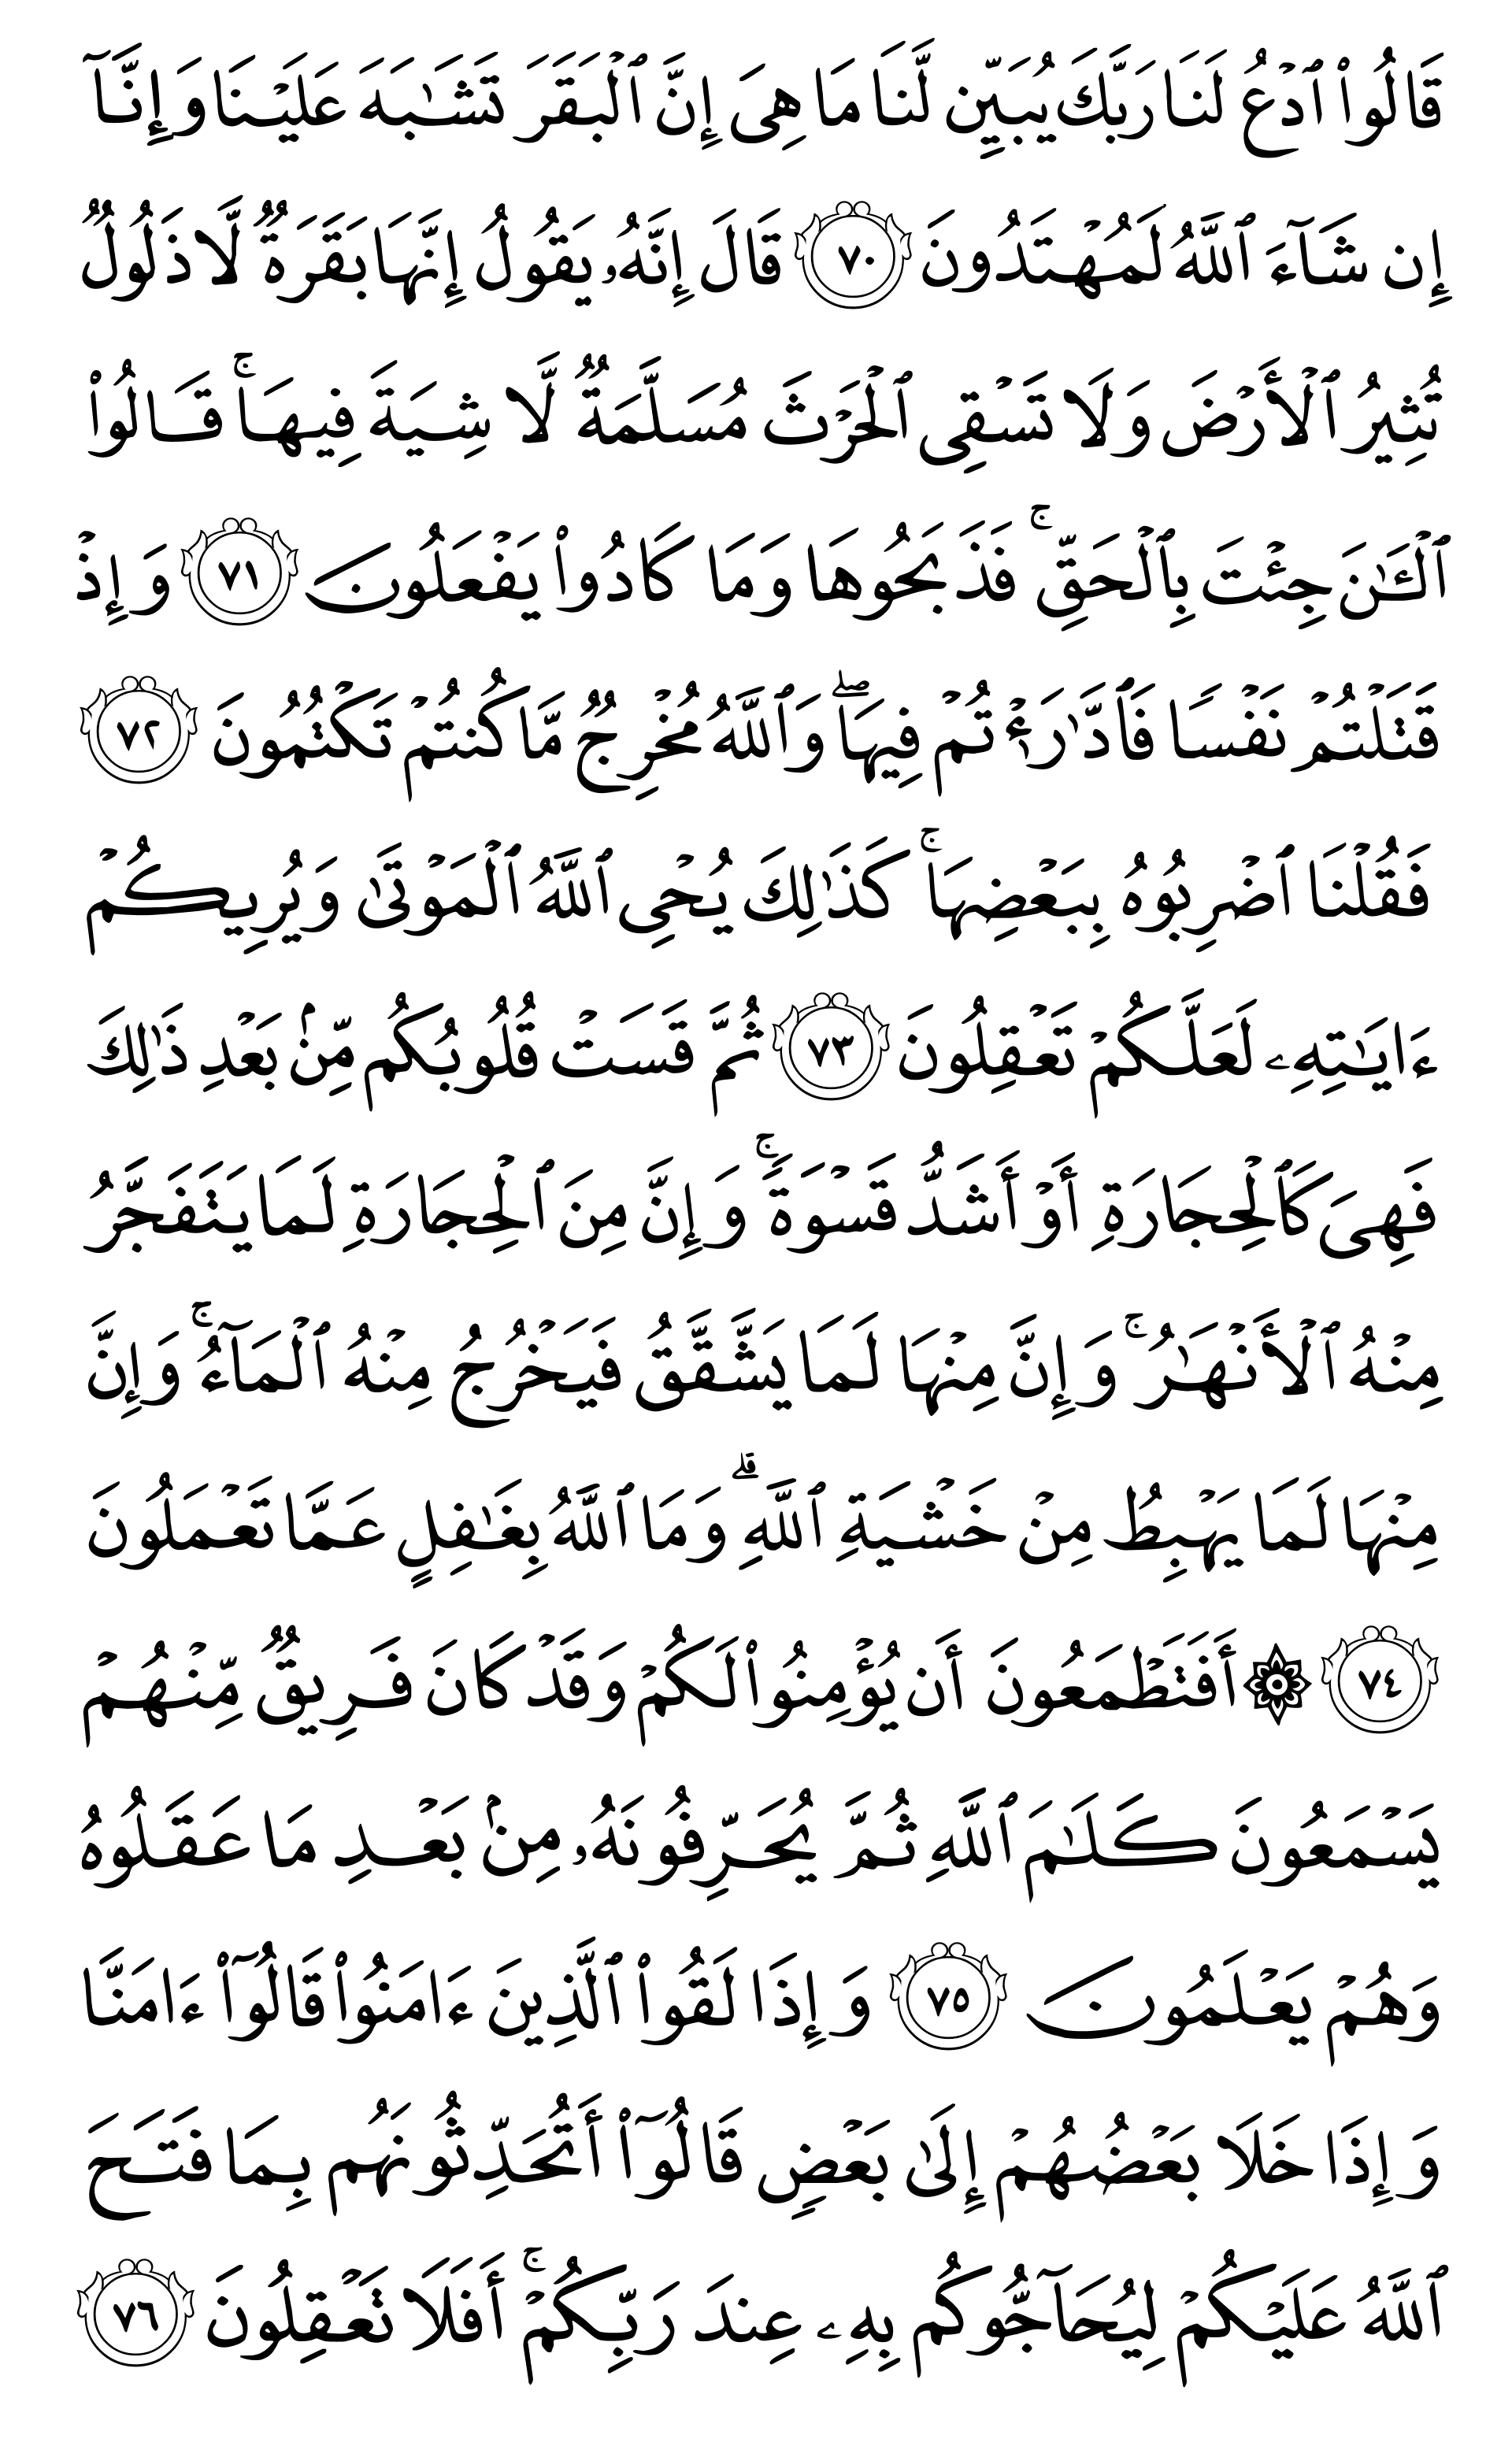 قَالُوا۟ ٱدْعُ لَنَا رَبَّكَ يُبَيِّن لَّنَا مَا هِىَ إِنَّ ٱلْبَقَرَ تَشَـٰبَهَ عَلَيْنَا وَإِنَّآ
إِن شَآءَ ٱللَّهُ لَمُهْتَدُونَ ٧٠ قَالَ إِنَّهُۥ يَقُولُ إِنَّهَا بَقَرَةٌ لَّا ذَلُولٌ
تُثِيرُ ٱلْأَرْضَ وَلَا تَسْقِى ٱلْحَرْثَ مُسَلَّمَةٌ لَّا شِيَةَ فِيهَا ۚ قَالُوا۟
ٱلْـَٔـٰنَ جِئْتَ بِٱلْحَقِّ ۚ فَذَبَحُوهَا وَمَا كَادُوا۟ يَفْعَلُونَ ٧١ وَإِذْ
قَتَلْتُمْ نَفْسًا فَٱدَّٰرَْٰٔتُمْ فِيهَا ۖ وَٱللَّهُ مُخْرِجٌ مَّا كُنتُمْ تَكْتُمُونَ ٧٢
فَقُلْنَا ٱضْرِبُوهُ بِبَعْضِهَا ۚ كَذَٰلِكَ يُحْىِ ٱللَّهُ ٱلْمَوْتَىٰ وَيُرِيكُمْ
ءَايَـٰتِهِۦ لَعَلَّكُمْ تَعْقِلُونَ ٧٣ ثُمَّ قَسَتْ قُلُوبُكُم مِّنۢ بَعْدِ ذَٰلِكَ
فَهِىَ كَٱلْحِجَارَةِ أَوْ أَشَدُّ قَسْوَةً ۚ وَإِنَّ مِنَ ٱلْحِجَارَةِ لَمَا يَتَفَجَّرُ
مِنْهُ ٱلْأَنْهَـٰرُ ۚ وَإِنَّ مِنْهَا لَمَا يَشَّقَّقُ فَيَخْرُجُ مِنْهُ ٱلْمَآءُ ۚ وَإِنَّ
مِنْهَا لَمَا يَهْبِطُ مِنْ خَشْيَةِ ٱللَّهِ ۗ وَمَا ٱللَّهُ بِغَـٰفِلٍ عَمَّا تَعْمَلُونَ
٧٤ ۞ أَفَتَطْمَعُونَ أَن يُؤْمِنُوا۟ لَكُمْ وَقَدْ كَانَ فَرِيقٌ مِّنْهُمْ
يَسْمَعُونَ كَلَـٰمَ ٱللَّهِ ثُمَّ يُحَرِّفُونَهُۥ مِنۢ بَعْدِ مَا عَقَلُوهُ
وَهُمْ يَعْلَمُونَ ٧٥ وَإِذَا لَقُوا۟ ٱلَّذِينَ ءَامَنُوا۟ قَالُوٓا۟ ءَامَنَّا
وَإِذَا خَلَا بَعْضُهُمْ إِلَىٰ بَعْضٍ قَالُوٓا۟ أَتُحَدِّثُونَهُم بِمَا فَتَحَ
ٱللَّهُ عَلَيْكُمْ لِيُحَآجُّوكُم بِهِۦ عِندَ رَبِّكُمْ ۚ أَفَلَا تَعْقِلُونَ ٧٦